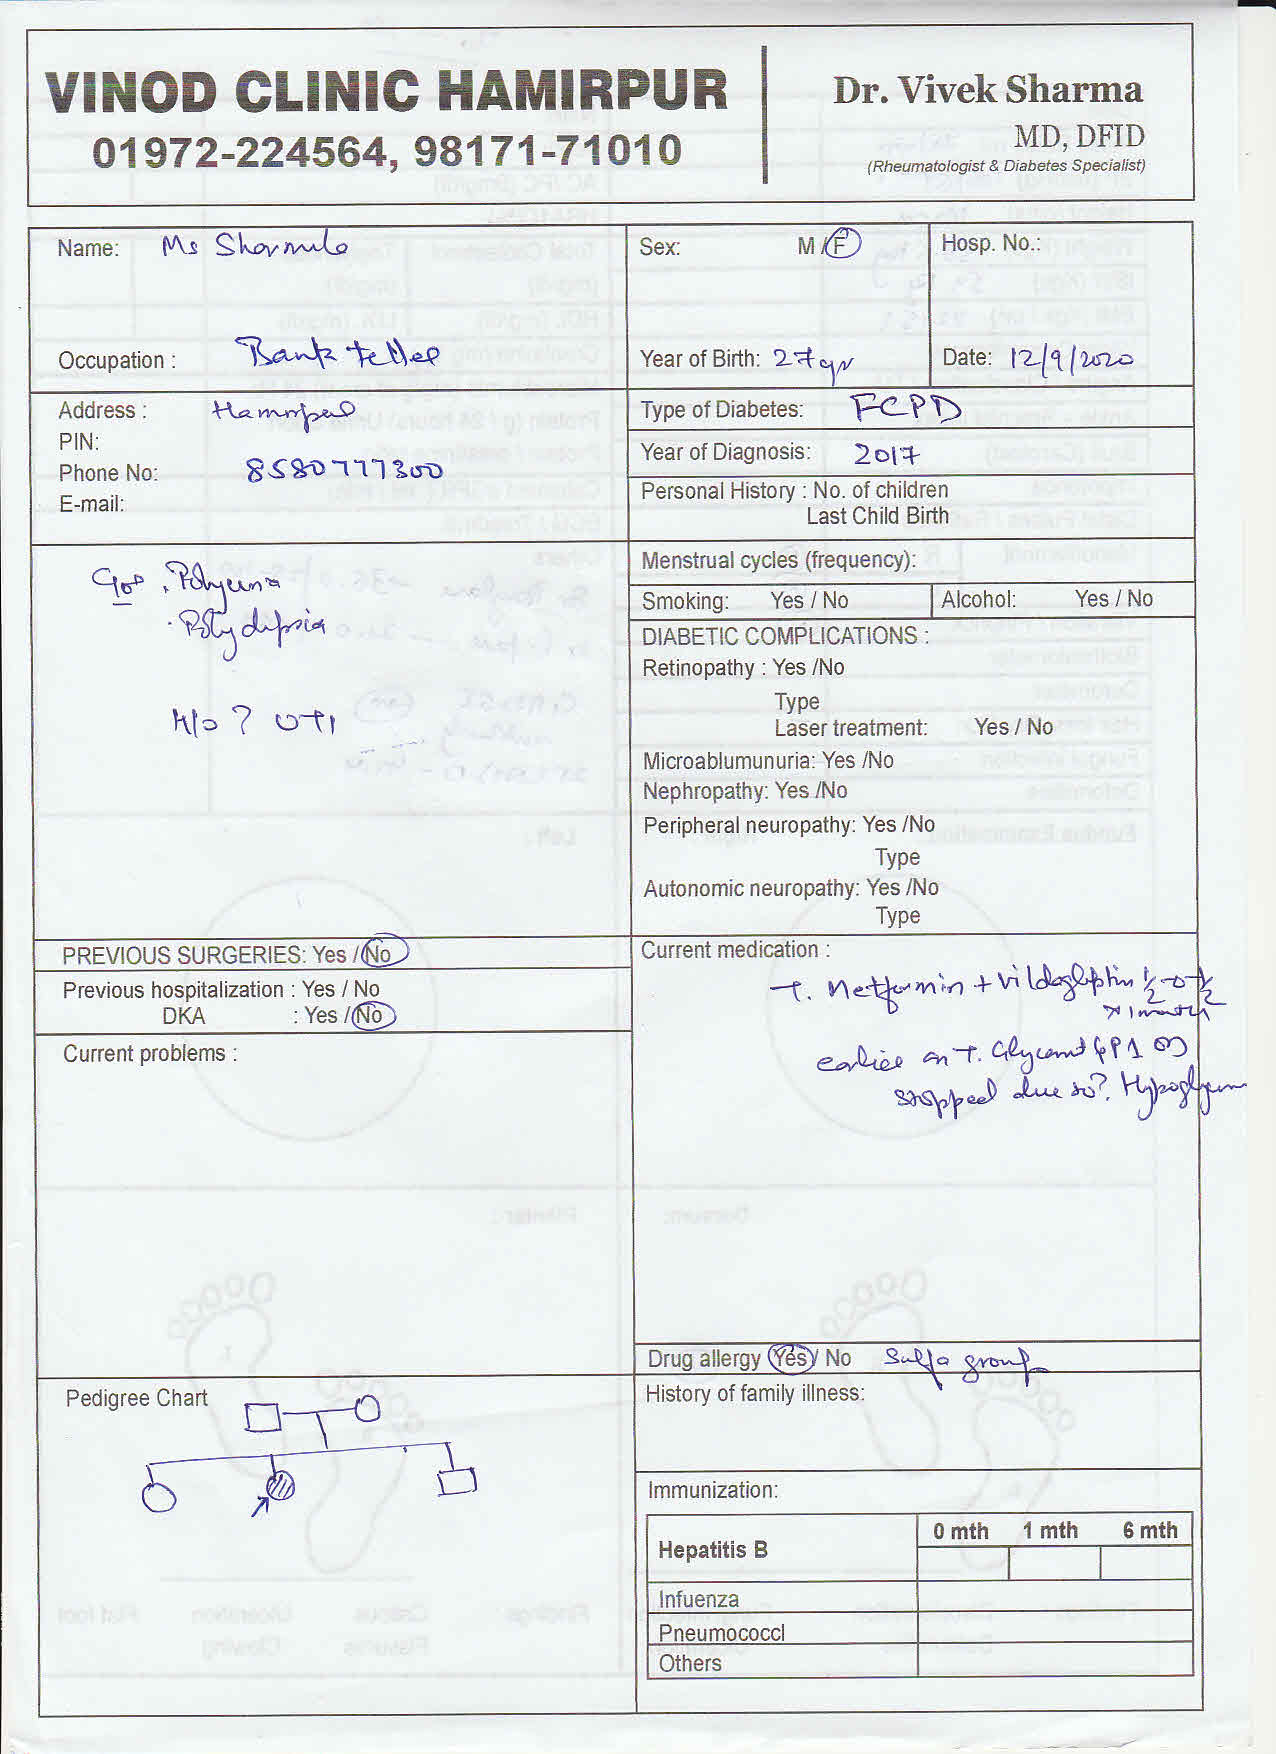 VINOD CLINIC HAMIRPUR
01972-224564, 98171-71010
Dr. Vivek Sharma
MD, DFID
(Rheumatologist & Diabetes Specialist)
Name: Ms Sharmila
Sex: M / F
Hosp. No.:
Occupation : Bank teller
Year of Birth: 27 yr
Date: 12/9/2020
Address : Hamirpur
PIN:
Phone No: 8580777300
E-mail:
Type of Diabetes: FCPD
Year of Diagnosis: 2017
Personal History : No. of children
Last Child Birth
Polyuria
Polydipsia
H/o ? UTI
Menstrual cycles (frequency):
Smoking: Yes / No
Alcohol: Yes / No
DIABETIC COMPLICATIONS :
Retinopathy : Yes /No
Type
Laser treatment: Yes / No
Microablumunuria: Yes /No
Nephropathy: Yes /No
Peripheral neuropathy: Yes /No
Type
Autonomic neuropathy: Yes /No
Type
PREVIOUS SURGERIES: Yes / No
Previous hospitalization : Yes / No
DKA : Yes / No
Current problems :
Current medication :
T. Metformin + Vildagliptin ½-0-½
x 1 month
earlier on T. Glycomet GP1 OD
stopped due to ? Hypoglycem
Drug allergy Yes / No Sulfa group
History of family illness:
Pedigree Chart
Immunization:
Hepatitis B
0 mth 1 mth 6 mth
Infuenza
Pneumococcl
Others